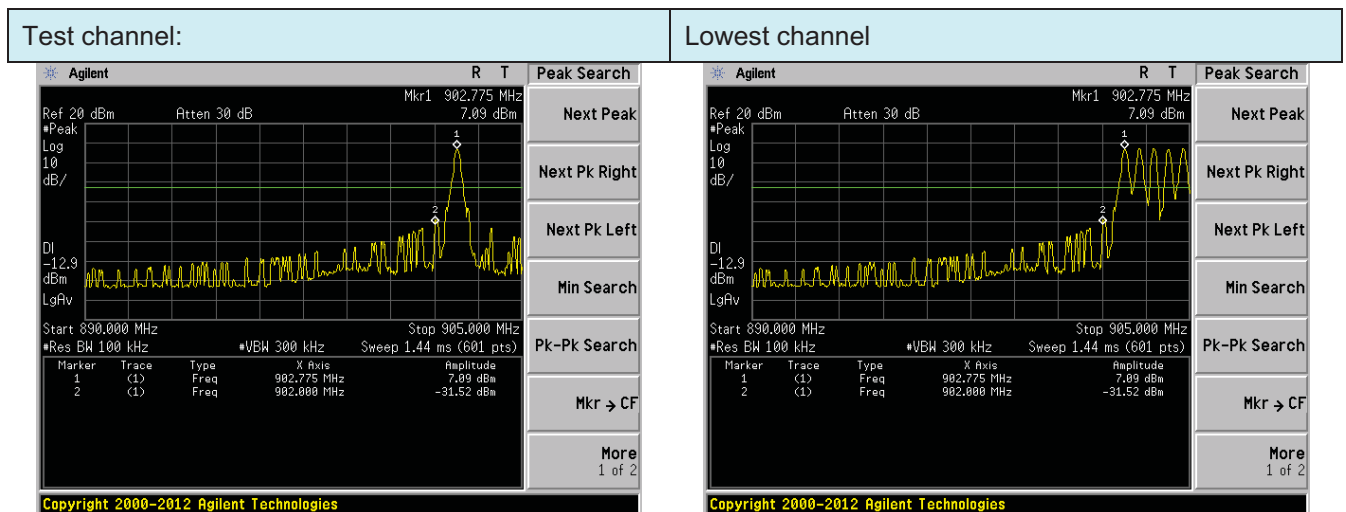 Test channel:
Lowest channel
Agilent R T Peak Search
Mkr1 902.775 MHz
Ref 20 dBm Atten 30 dB 7.09 dBm
#Peak
Log
10
dB/
1
2
DI
-12.9
dBm
LgAv
Start 890.000 MHz Stop 905.000 MHz
#Res BW 100 kHz #VBW 300 kHz Sweep 1.44 ms (601 pts)
Marker Trace Type X Axis Amplitude
1 (1) Freq 902.775 MHz 7.09 dBm
2 (1) Freq 902.000 MHz -31.52 dBm
Next Peak
Next Pk Right
Next Pk Left
Min Search
Pk-Pk Search
Mkr → CF
More
1 of 2
Copyright 2000-2012 Agilent Technologies
Agilent R T Peak Search
Mkr1 902.775 MHz
Ref 20 dBm Atten 30 dB 7.09 dBm
#Peak
Log
10
dB/
1
2
DI
-12.9
dBm
LgAv
Start 890.000 MHz Stop 905.000 MHz
#Res BW 100 kHz #VBW 300 kHz Sweep 1.44 ms (601 pts)
Marker Trace Type X Axis Amplitude
1 (1) Freq 902.775 MHz 7.09 dBm
2 (1) Freq 902.000 MHz -31.52 dBm
Next Peak
Next Pk Right
Next Pk Left
Min Search
Pk-Pk Search
Mkr → CF
More
1 of 2
Copyright 2000-2012 Agilent Technologies